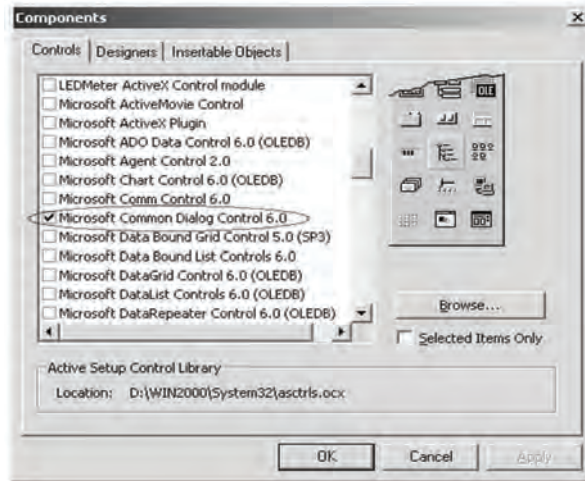 Components
Controls
Designers
Insertable Objects
LEDMeter ActiveX Control module
Microsoft ActiveMovie Control
Microsoft ActiveX Plugin
Microsoft ADO Data Control 6.0 (OLEDB)
Microsoft Agent Control 2.0
Microsoft Chart Control 6.0 (OLEDB)
Microsoft Comm Control 6.0
Microsoft Common Dialog Control 6.0
Microsoft Data Bound Grid Control 5.0 (SP3)
Microsoft Data Bound List Controls 6.0
Microsoft DataGrid Control 6.0 (OLEDB)
Microsoft DataList Controls 6.0 (OLEDB)
Microsoft DataRepeater Control 6.0 (OLEDB)
OLE
Browse...
Selected Items Only
Active Setup Control Library
Location: D:\WIN2000\System32\asctrls.ocx
OK
Cancel
Apply